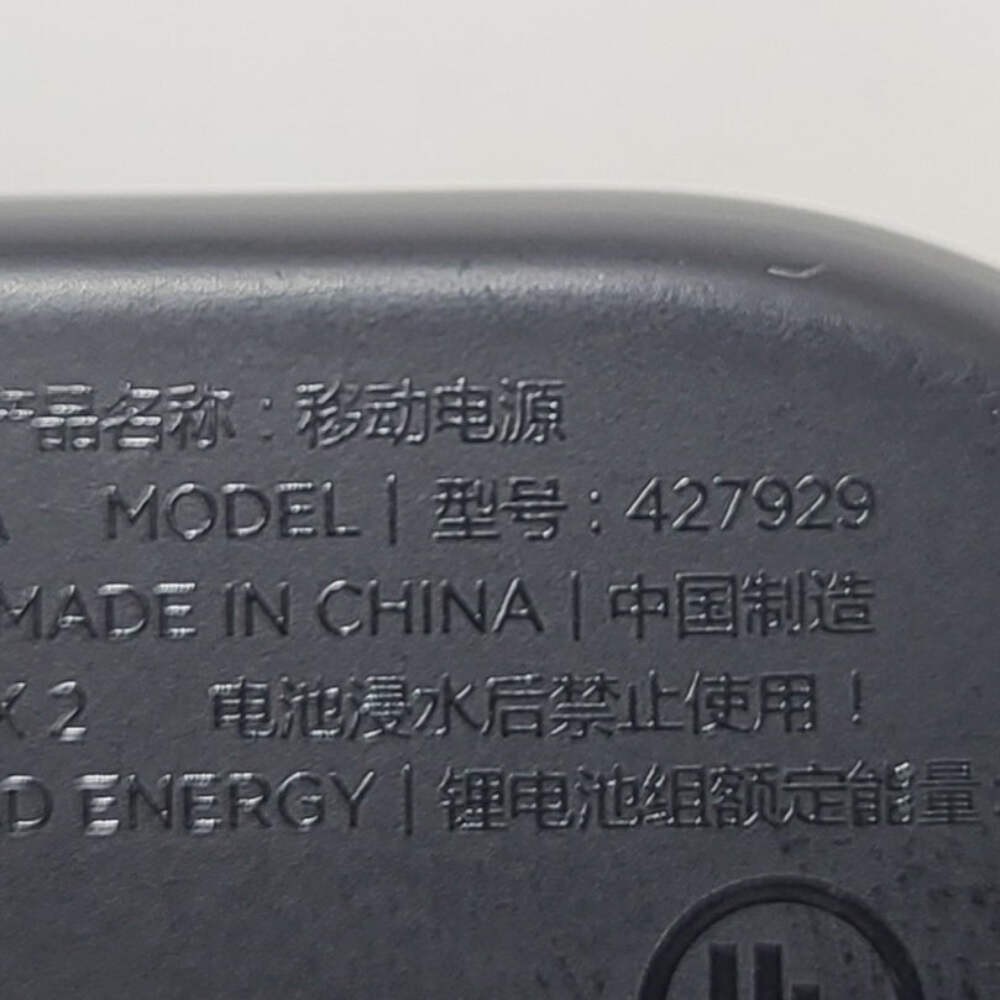 产品名称：移动电源
MODEL | 型号：427929
MADE IN CHINA | 中国制造
X 2 电池浸水后禁止使用！
ENERGY | 锂电池组额定能量